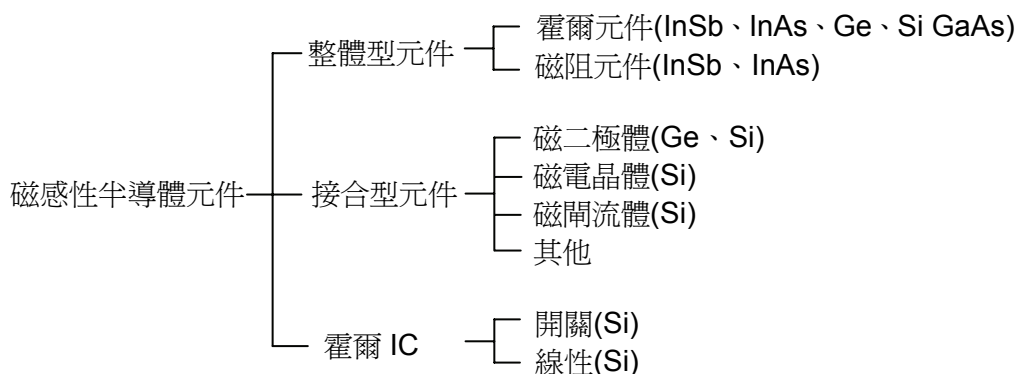 霍爾元件(InSb、InAs、Ge、Si GaAs)
整體型元件
磁阻元件(InSb、InAs)
磁二極體(Ge、Si)
磁電晶體(Si)
磁感性半導體元件
接合型元件
磁閘流體(Si)
其他
開關(Si)
霍爾 IC
線性(Si)